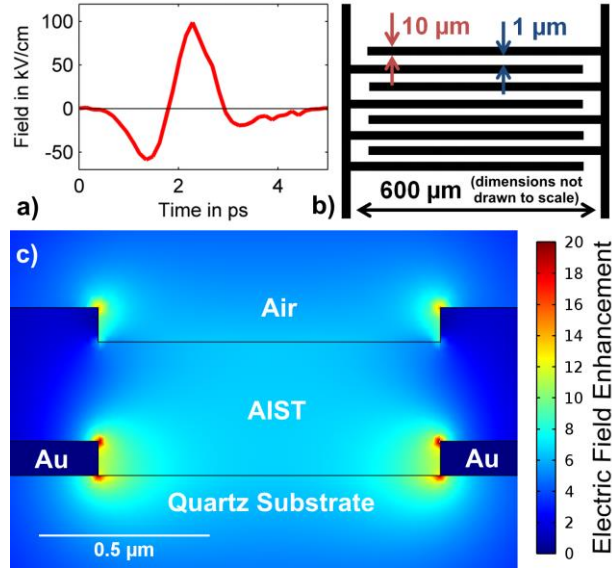 Field in kV/cm
100
50
0
-50
0
2
4
Time in ps
a)
10 µm
1 µm
600 µm
(dimensions not
drawn to scale)
b)
c)
Air
AIST
Au
Au
Quartz Substrate
0.5 µm
20
18
16
14
12
10
8
6
4
2
0
Electric Field Enhancement